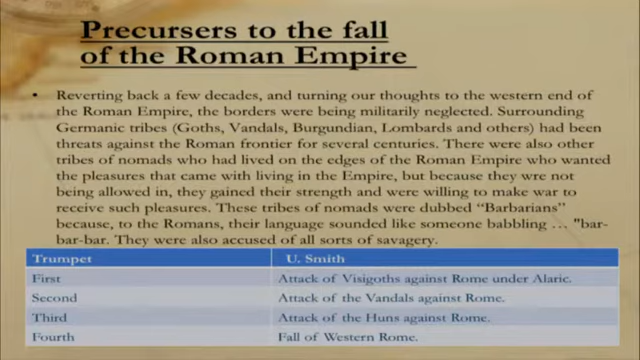 Precursers to the fall
of the Roman Empire
• Reverting back a few decades, and turning our thoughts to the western end of
the Roman Empire, the borders were being militarily neglected. Surrounding
Germanic tribes (Goths, Vandals, Burgundian, Lombards and others) had been
threats against the Roman frontier for several centuries. There were also other
tribes of nomads who had lived on the edges of the Roman Empire who wanted
the pleasures that came with living in the Empire, but because they wre not
being allowed in, they gained their strength and were willing to make war to
receive such pleasures. These tribes of nomads were dubbed “Barbarians”
because, to the Romans, their language sounded like someone babbling … "bar-
bar-bar. They were also accused of all sorts of savagery.
Trumpet U. Smith
First Attack of Visigoths against Rome under Alaric.
Second Attack of the Vandals against Rome.
Third Attack of the Huns against Rome.
Fourth Fall of Western Rome.